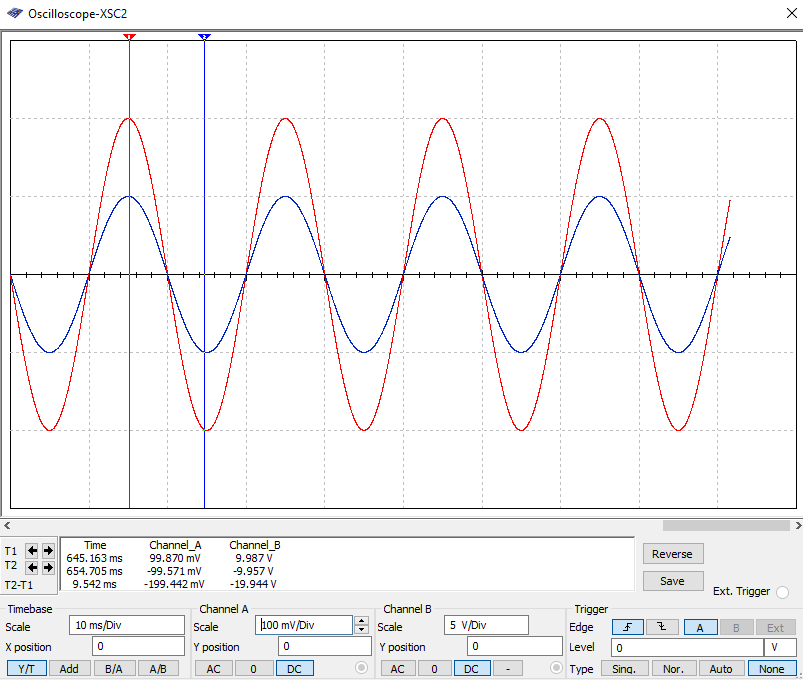 Oscilloscope-XSC2
1 2
Time Channel_A Channel_B
T1 645.163 ms 99.870 mV 9.987 V
T2 654.705 ms -99.571 mV -9.957 V
T2-T1 9.542 ms -199.442 mV -19.944 V
Reverse
Save
Ext. Trigger
Timebase Channel A Channel B Trigger
Scale 10 ms/Div Scale 100 mV/Div Scale 5 V/Div Edge A B Ext
X position 0 Y position 0 Y position 0 Level 0 V
Y/T Add B/A A/B AC 0 DC AC 0 DC - Type Sing. Nor. Auto None